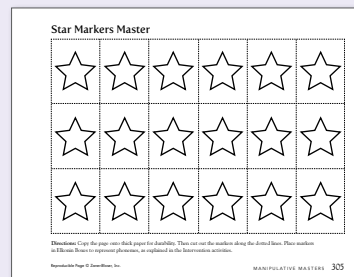 Star Markers Master
Directions: Copy the page onto thick paper for durability. Then cut out the markers along the dotted lines. Place markers
in Elkonin Boxes to represent phonemes, as explained in the Intervention activities.
Reproducible Page © Zaner-Bloser, Inc.
MANIPULATIVE MASTERS 305